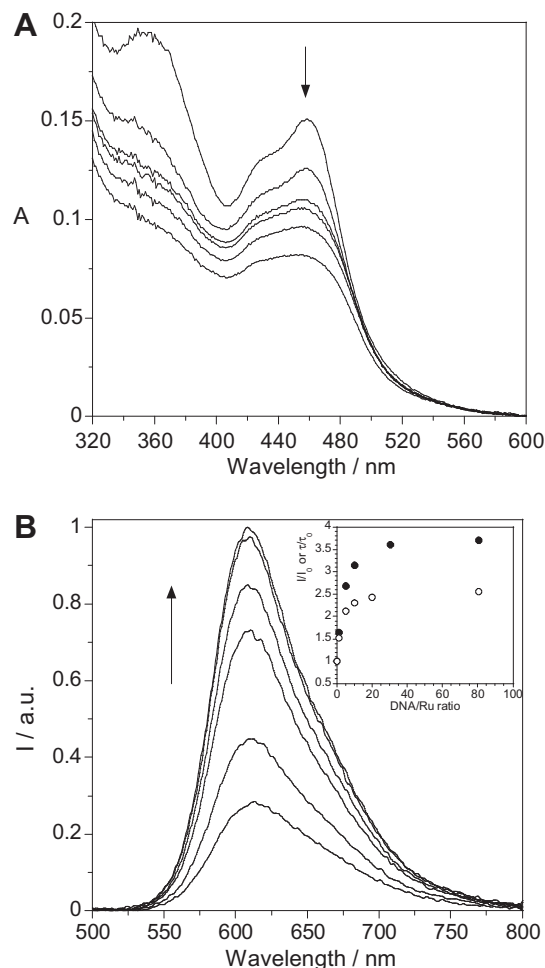 A
0.2
0.15
0.1
0.05
0
A
320 360 400 440 480 520 560 600
Wavelength / nm
B
1
0.8
0.6
0.4
0.2
0
I / a.u.
500 550 600 650 700 750 800
Wavelength / nm
4
3.5
3
2.5
2
1.5
1
0.5
I/I0 or τ/τ0
0 20 40 60 80 100
DNA/Ru ratio